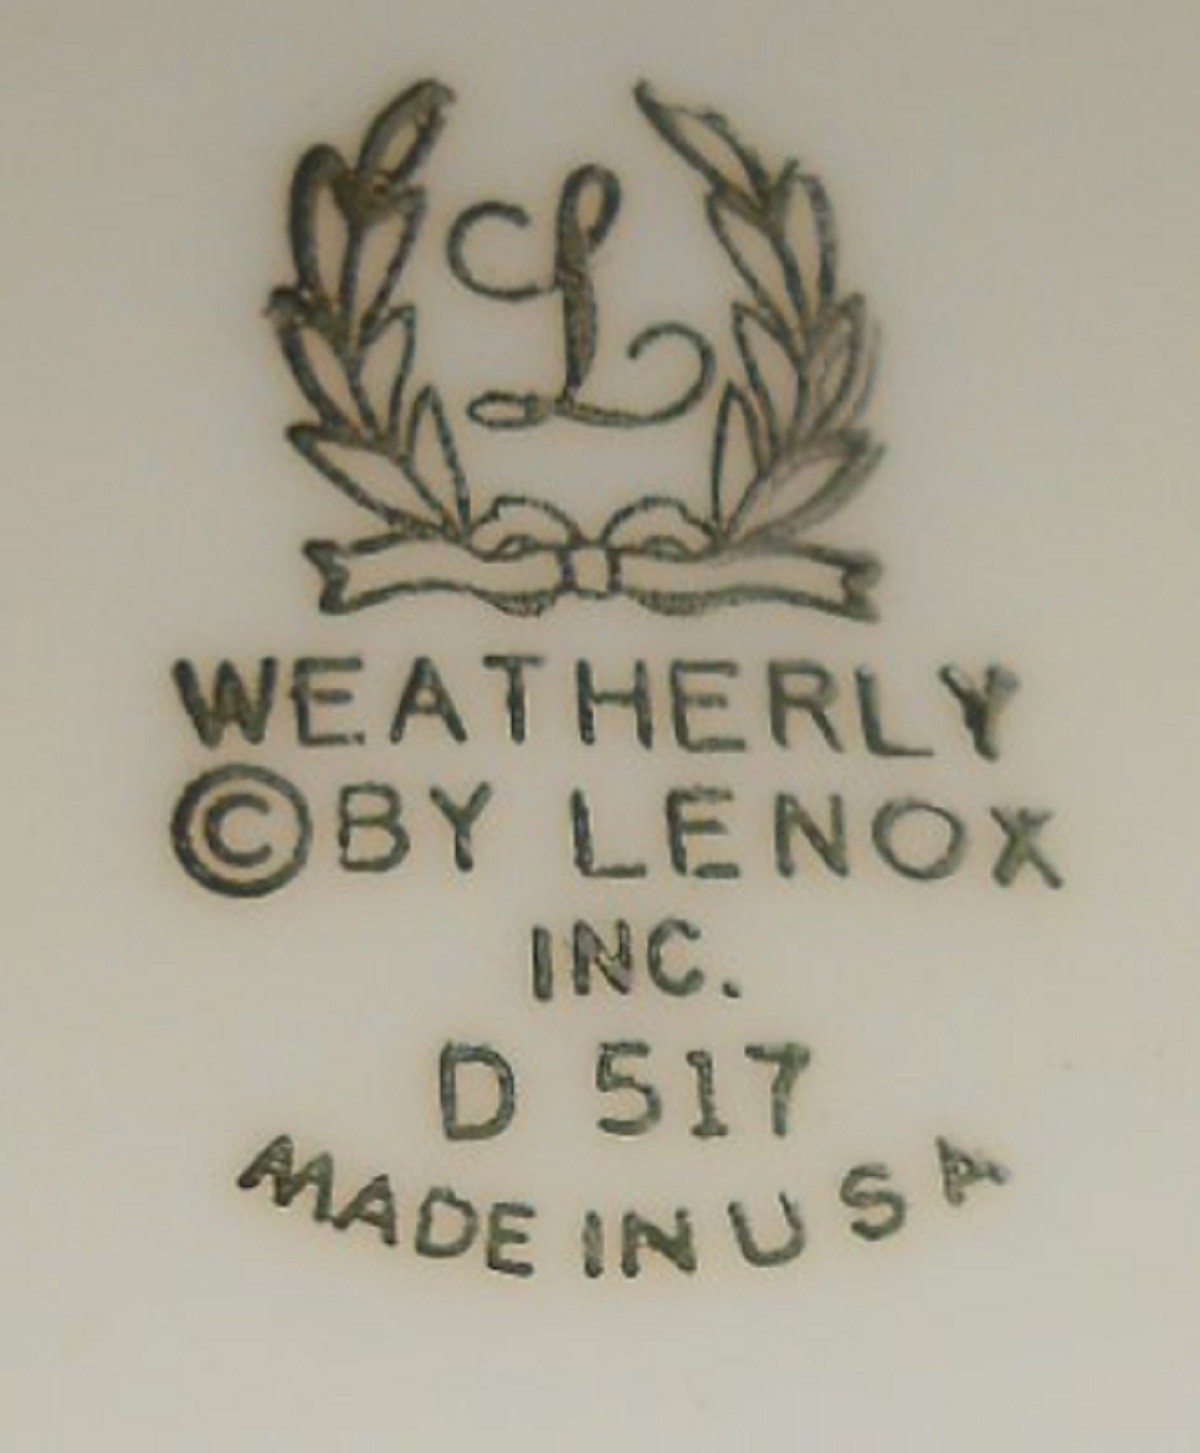 L
WEATHERLY
©BY LENOX
INC.
D 517
MADE IN USA